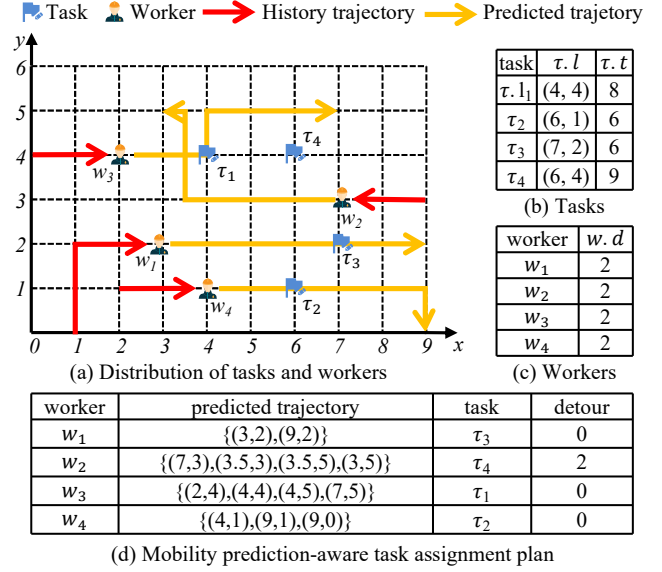 Task Worker History trajectory Predicted trajetory
y
6
5
4
3
2
1
0 1 2 3 4 5 6 7 8 9 x
w3
τ1
τ4
w2
w1
τ3
w4
τ2
(a) Distribution of tasks and workers
task τ.l τ.t
τ.l1 (4, 4) 8
τ2 (6, 1) 6
τ3 (7, 2) 6
τ4 (6, 4) 9
(b) Tasks
worker w.d
w1 2
w2 2
w3 2
w4 2
(c) Workers
worker predicted trajectory task detour
w1 {(3,2),(9,2)} τ3 0
w2 {(7,3),(3.5,3),(3.5,5),(3,5)} τ4 2
w3 {(2,4),(4,4),(4,5),(7,5)} τ1 0
w4 {(4,1),(9,1),(9,0)} τ2 0
(d) Mobility prediction-aware task assignment plan